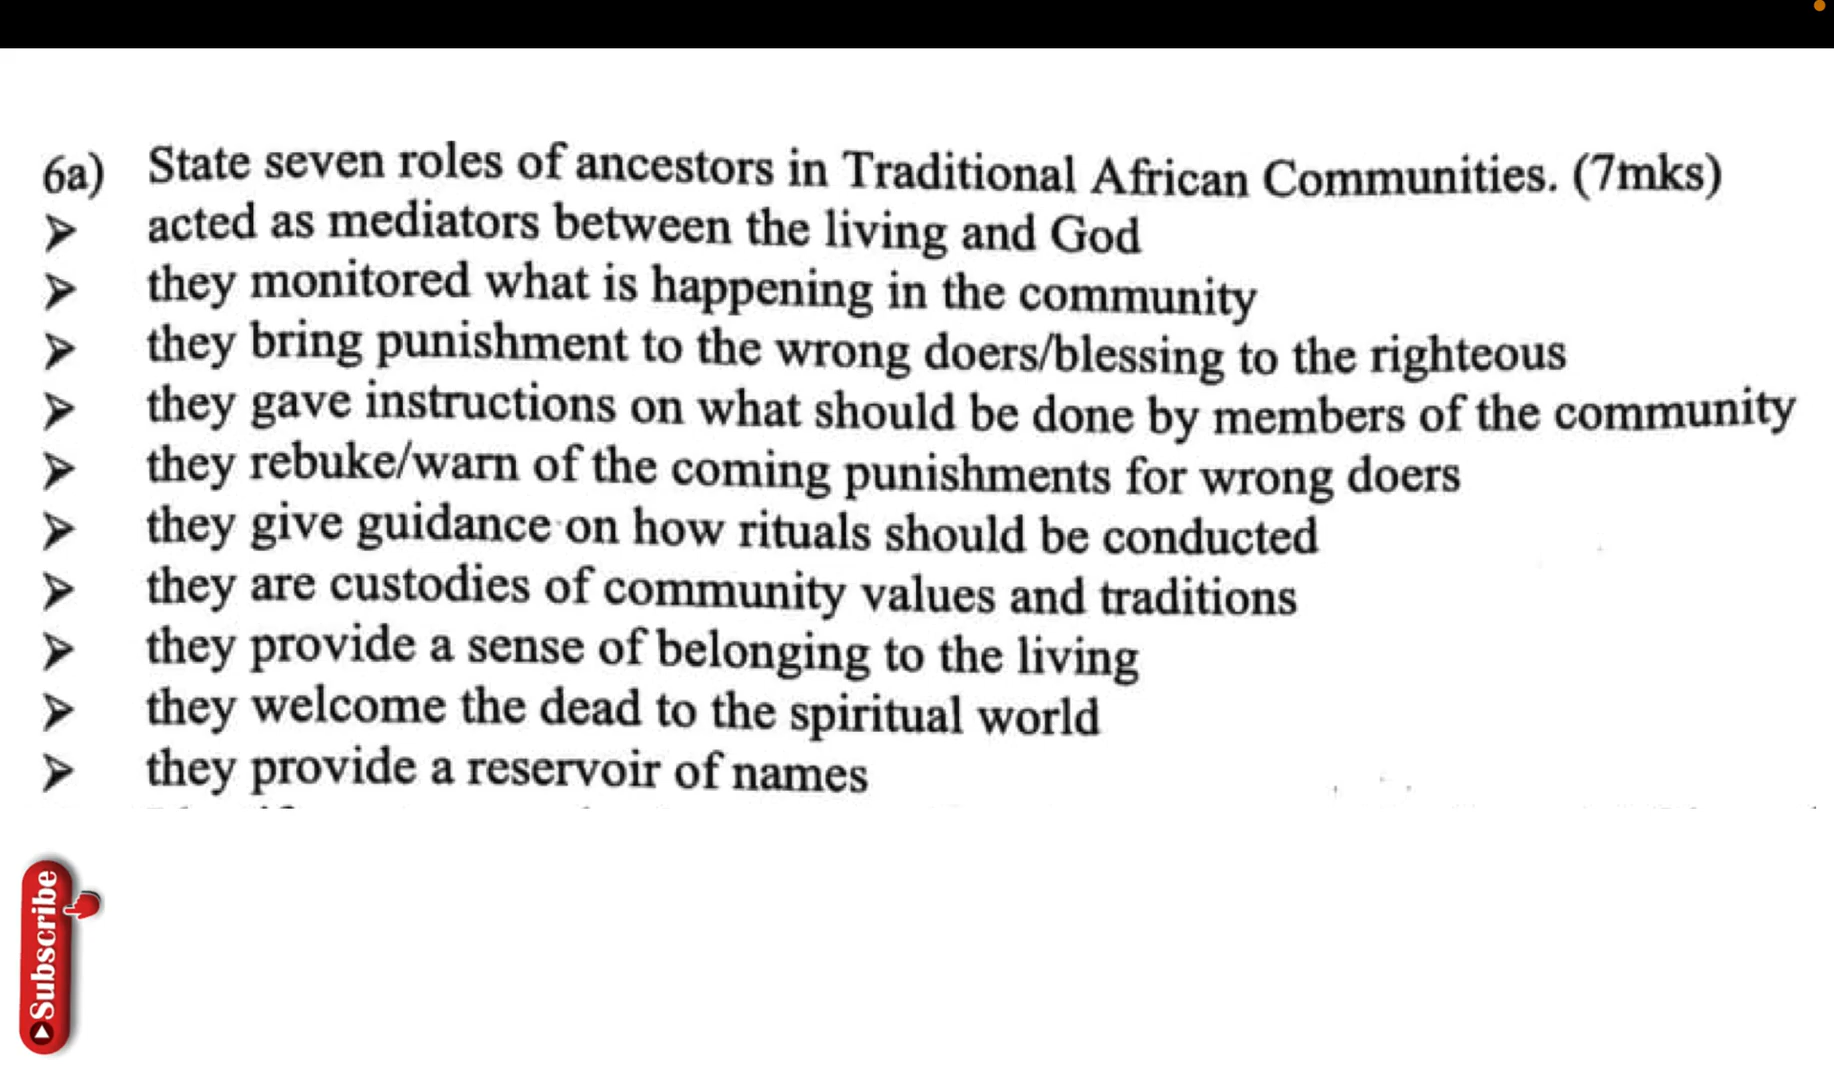 6a) State seven roles of ancestors in Traditional African Communities. (7mks)
➢ acted as mediators between the living and God
➢ they monitored what is happening in the community
➢ they bring punishment to the wrong doers/blessing to the righteous
➢ they gave instructions on what should be done by members of the community
➢ they rebuke/warn of the coming punishments for wrong doers
➢ they give guidance on how rituals should be conducted
➢ they are custodies of community values and traditions
➢ they provide a sense of belonging to the living
➢ they welcome the dead to the spiritual world
➢ they provide a reservoir of names
Subscribe